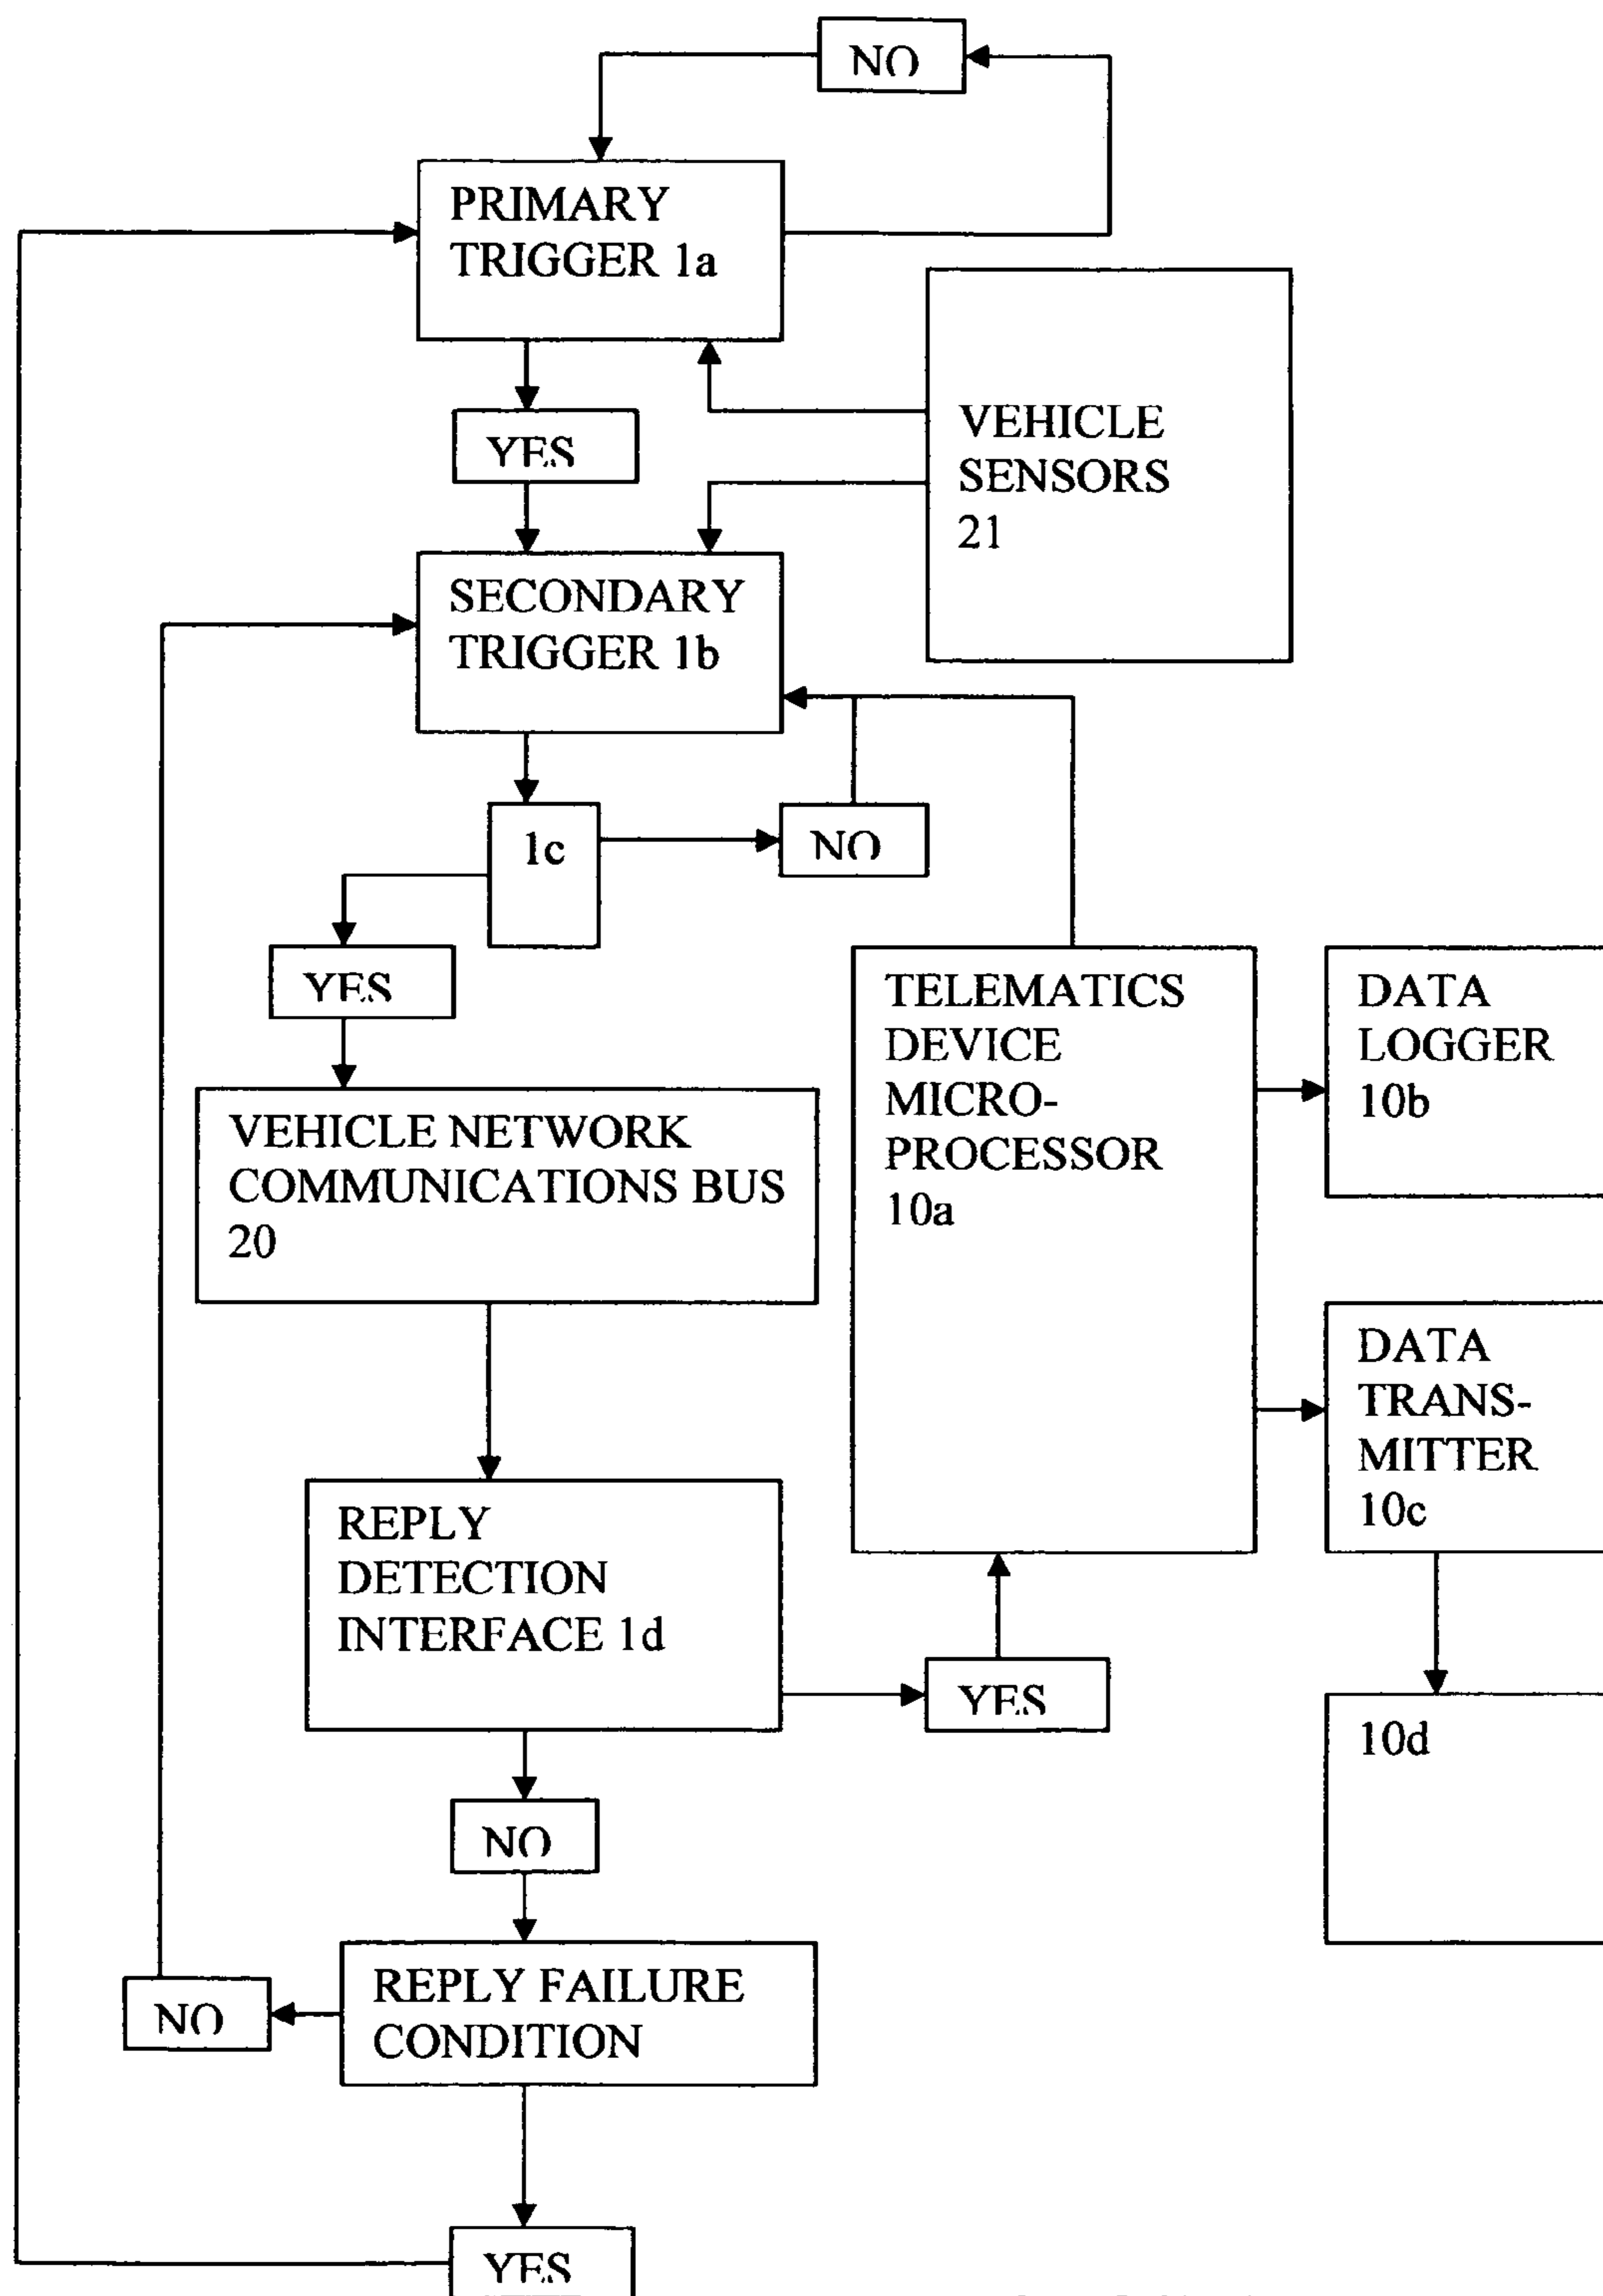 NO
PRIMARY
TRIGGER 1a
YES
VEHICLE
SENSORS
21
SECONDARY
TRIGGER 1b
1c
NO
YES
TELEMATICS
DEVICE
MICRO-
PROCESSOR
10a
DATA
LOGGER
10b
VEHICLE NETWORK
COMMUNICATIONS BUS
20
DATA
TRANS-
MITTER
10c
REPLY
DETECTION
INTERFACE 1d
YES
10d
NO
REPLY FAILURE
CONDITION
NO
YES